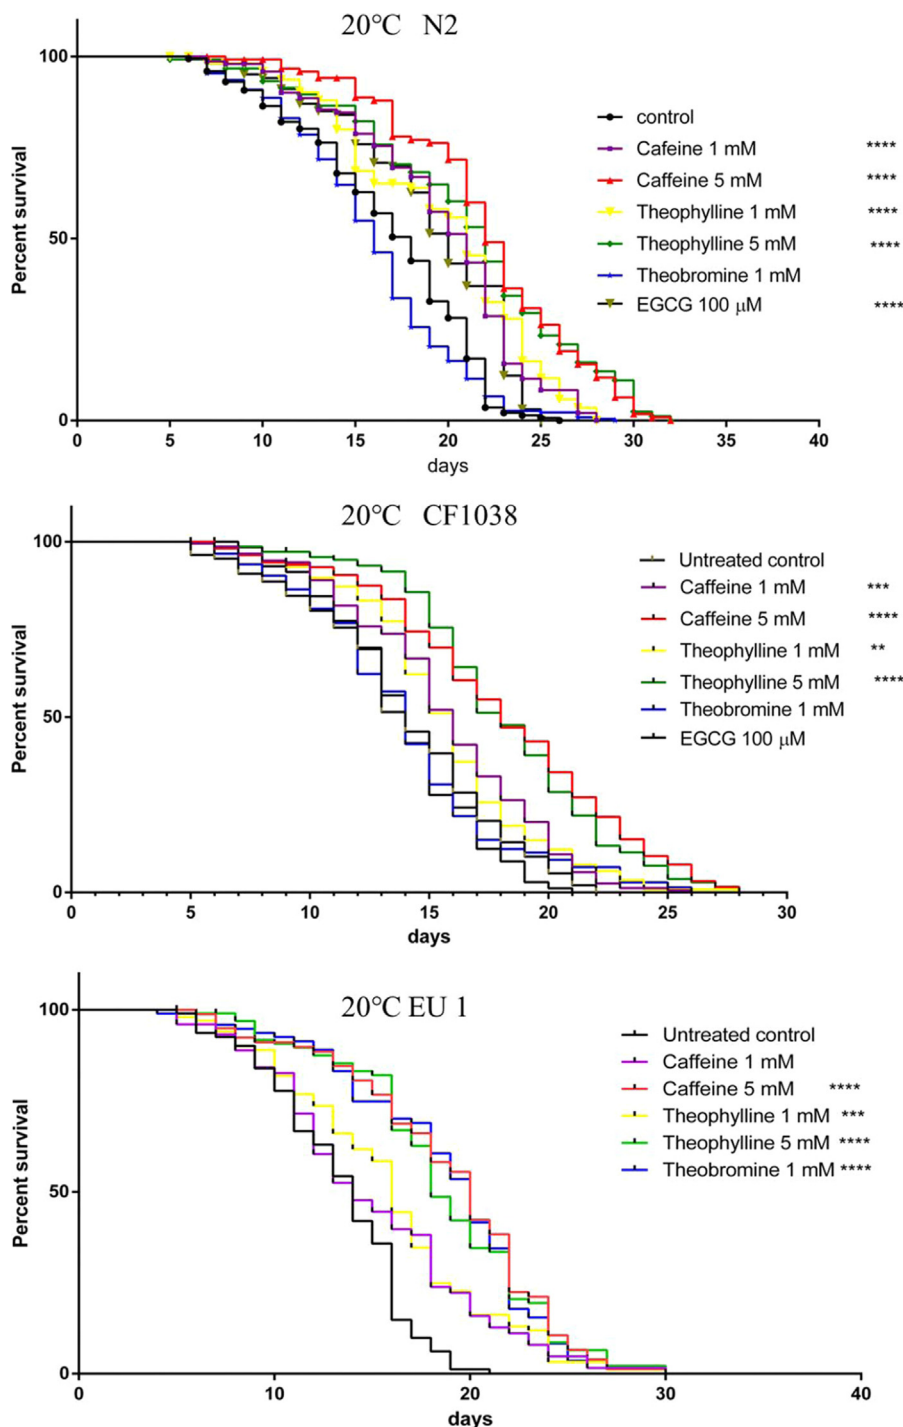 20°C N2
100
50
0
Percent survival
0 5 10 15 20 25 30 35 40
days
control
Cafeine 1 mM ****
Caffeine 5 mM ****
Theophylline 1 mM ****
Theophylline 5 mM ****
Theobromine 1 mM
EGCG 100 μM ****
20°C CF1038
100
50
0
Percent survival
0 5 10 15 20 25 30
days
Untreated control
Caffeine 1 mM ***
Caffeine 5 mM ****
Theophylline 1 mM **
Theophylline 5 mM ****
Theobromine 1 mM
EGCG 100 μM
20°C EU 1
100
50
0
Percent survival
0 10 20 30 40
days
Untreated control
Caffeine 1 mM
Caffeine 5 mM ****
Theophylline 1 mM ***
Theophylline 5 mM ****
Theobromine 1 mM ****